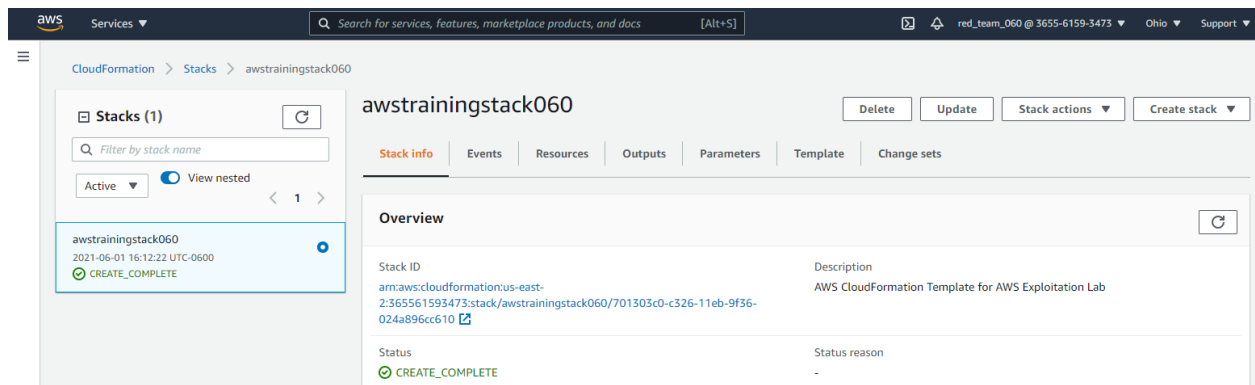 aws
Services ▼
Search for services, features, marketplace products, and docs [Alt+S]
red_team_060 @ 3655-6159-3473 ▼
Ohio ▼
Support ▼
CloudFormation > Stacks > awstrainingstack060
Stacks (1)
Filter by stack name
Active ▼
View nested
< 1 >
awstrainingstack060
2021-06-01 16:12:22 UTC-0600
CREATE_COMPLETE
awstrainingstack060
Delete
Update
Stack actions ▼
Create stack ▼
Stack info
Events
Resources
Outputs
Parameters
Template
Change sets
Overview
Stack ID
arn:aws:cloudformation:us-east-
2:365561593473:stack/awstrainingstack060/701303c0-c326-11eb-9f36-
024a896cc610
Description
AWS CloudFormation Template for AWS Exploitation Lab
Status
CREATE_COMPLETE
Status reason
-